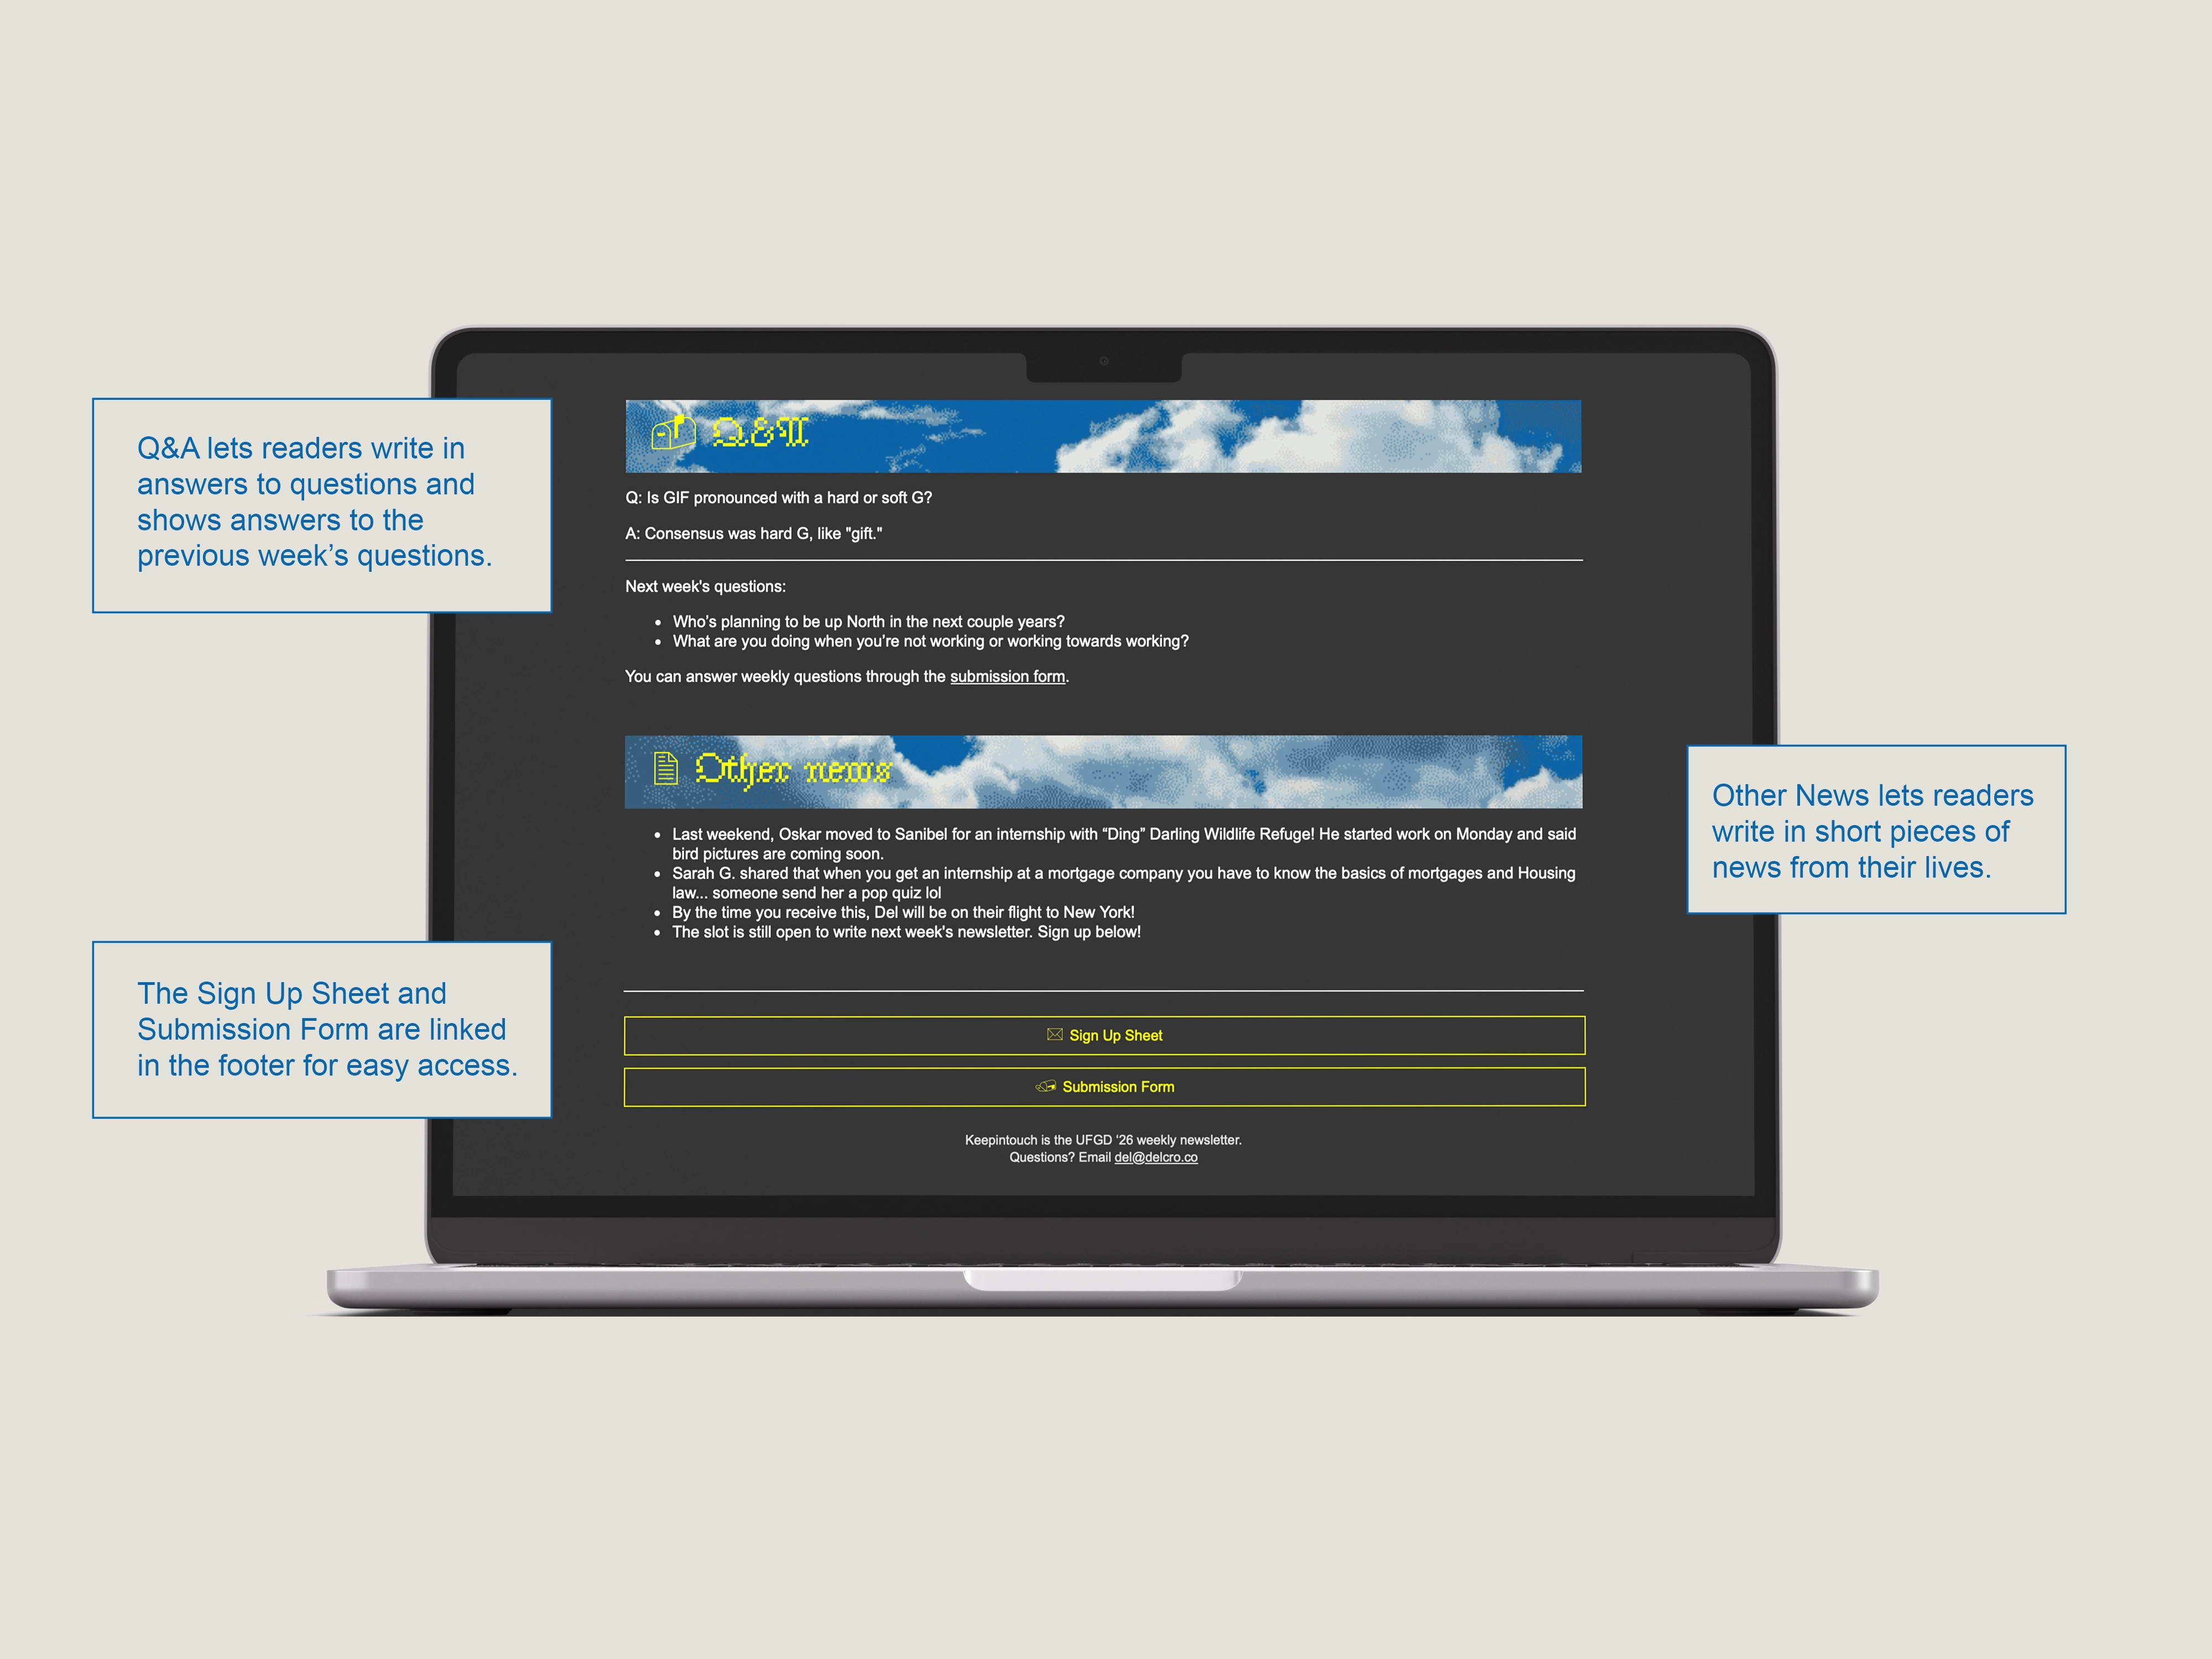 Q&A lets readers write in
answers to questions and
shows answers to the
previous week’s questions.
Q&A
Q: Is GIF pronounced with a hard or soft G?
A: Consensus was hard G, like "gift."
Next week's questions:
• Who’s planning to be up North in the next couple years?
• What are you doing when you’re not working or working towards working?
You can answer weekly questions through the submission form.
Other news
• Last weekend, Oskar moved to Sanibel for an internship with “Ding” Darling Wildlife Refuge! He started work on Monday and said
bird pictures are coming soon.
• Sarah G. shared that when you get an internship at a mortgage company you have to know the basics of mortgages and Housing
law... someone send her a pop quiz lol
• By the time you receive this, Del will be on their flight to New York!
• The slot is still open to write next week's newsletter. Sign up below!
Other News lets readers
write in short pieces of
news from their lives.
The Sign Up Sheet and
Submission Form are linked
in the footer for easy access.
Sign Up Sheet
Submission Form
Keepintouch is the UFGD ‘26 weekly newsletter.
Questions? Email del@delcro.co